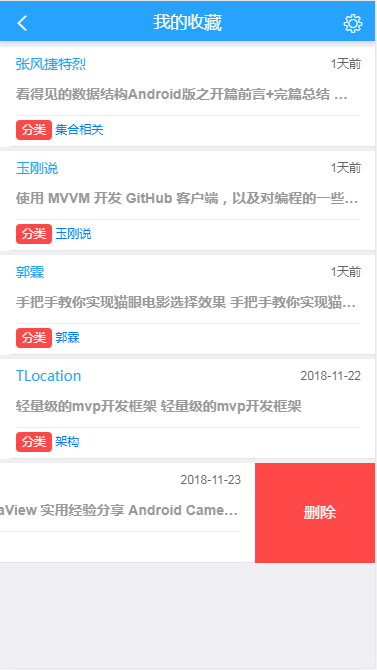 我的收藏
张风捷特烈 1天前
看得见的数据结构Android版之开篇前言+完篇总结 ...
分类 集合相关
玉刚说 1天前
使用 MVVM 开发 GitHub 客户端，以及对编程的一些...
分类 玉刚说
郭霖 1天前
手把手教你实现猫眼电影选择效果 手把手教你实现猫...
分类 郭霖
TLocation 2018-11-22
轻量级的mvp开发框架 轻量级的mvp开发框架
分类 架构
2018-11-23
aView 实用经验分享 Android Came...
删除